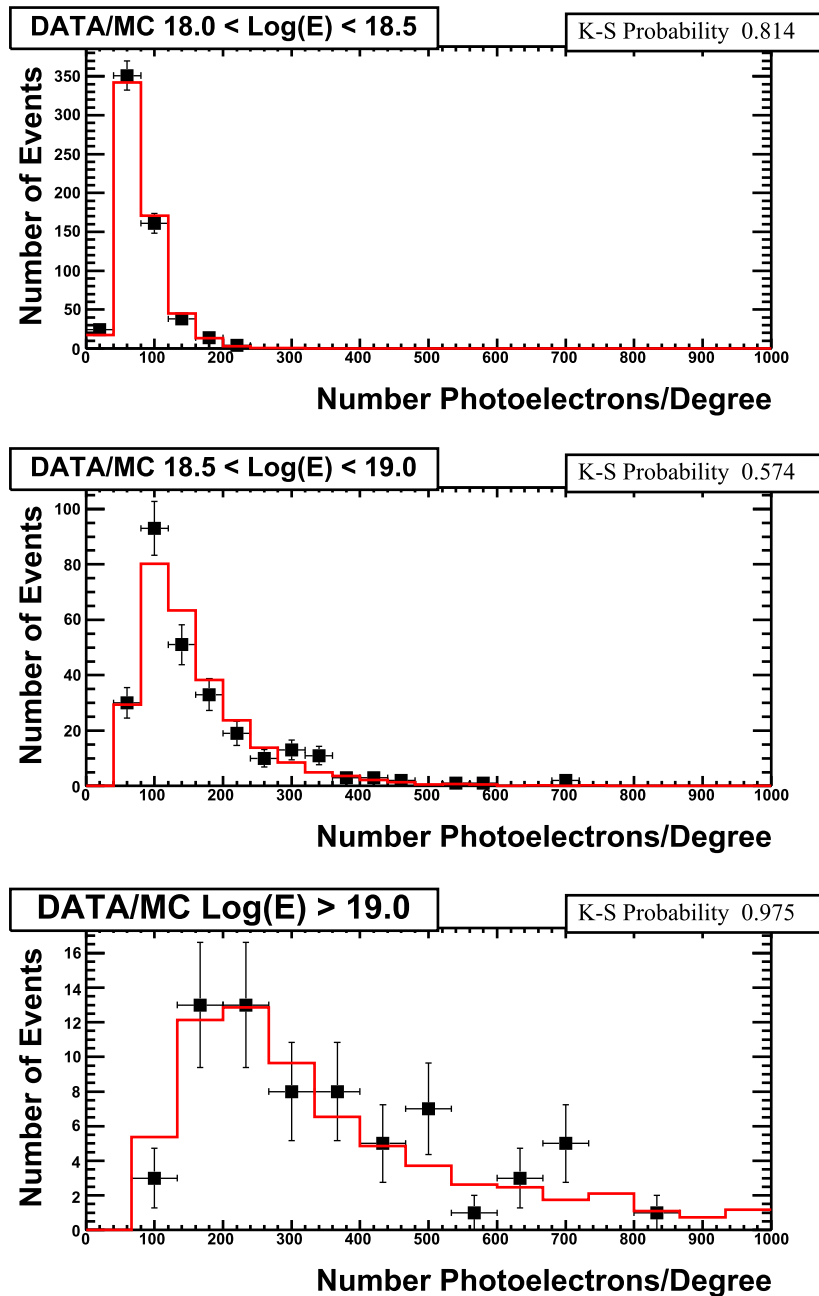 DATA/MC 18.0 < Log(E) < 18.5
K-S Probability 0.814
Number of Events
350
300
250
200
150
100
50
0
0 100 200 300 400 500 600 700 800 900 1000
Number Photoelectrons/Degree
DATA/MC 18.5 < Log(E) < 19.0
K-S Probability 0.574
Number of Events
100
80
60
40
20
0
0 100 200 300 400 500 600 700 800 900 1000
Number Photoelectrons/Degree
DATA/MC Log(E) > 19.0
K-S Probability 0.975
Number of Events
16
14
12
10
8
6
4
2
0
0 100 200 300 400 500 600 700 800 900 1000
Number Photoelectrons/Degree